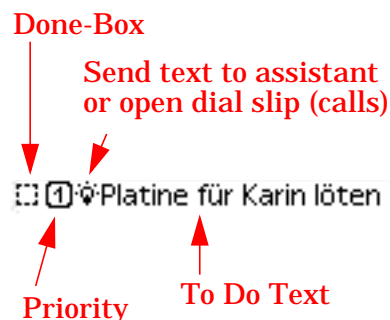 Done-Box
Send text to assistant
or open dial slip (calls)
1 Platine für Karin löten
Priority
To Do Text